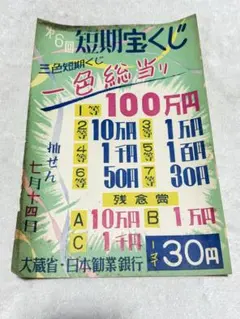 第6回 短期宝くじ
三色短期くじ
一色総当り
1等 100万円
2等 10万円 3等 1万円
4等 1千円 5等 1百円
6等 50円 7等 30円
残念賞
A 10万円 B 1万円
C 1千円
抽せん 七月十四日
一枚 30円
大蔵省・日本勧業銀行